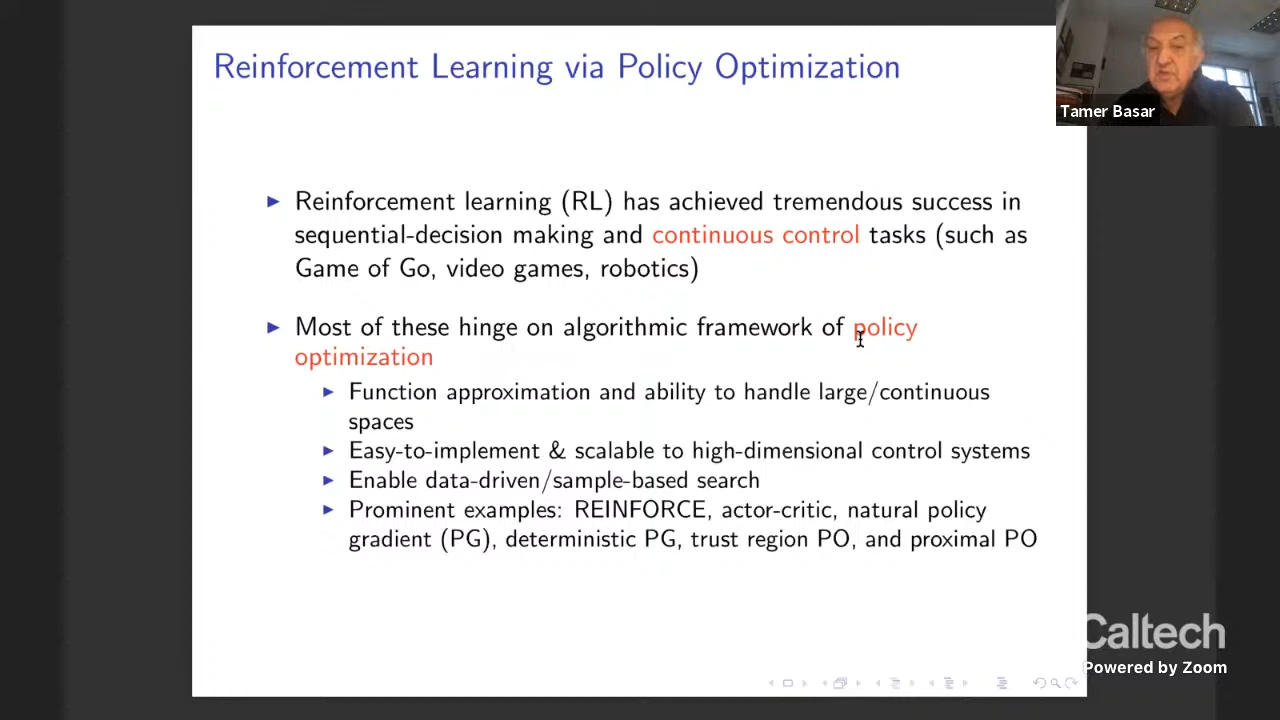 Reinforcement Learning via Policy Optimization
Tamer Basar
Reinforcement learning (RL) has achieved tremendous success in
sequential-decision making and continuous control tasks (such as
Game of Go, video games, robotics)
Most of these hinge on algorithmic framework of policy
optimization
Function approximation and ability to handle large/continuous
spaces
Easy-to-implement & scalable to high-dimensional control systems
Enable data-driven/sample-based search
Prominent examples: REINFORCE, actor-critic, natural policy
gradient (PG), deterministic PG, trust region PO, and proximal PO
Caltech
Powered by Zoom